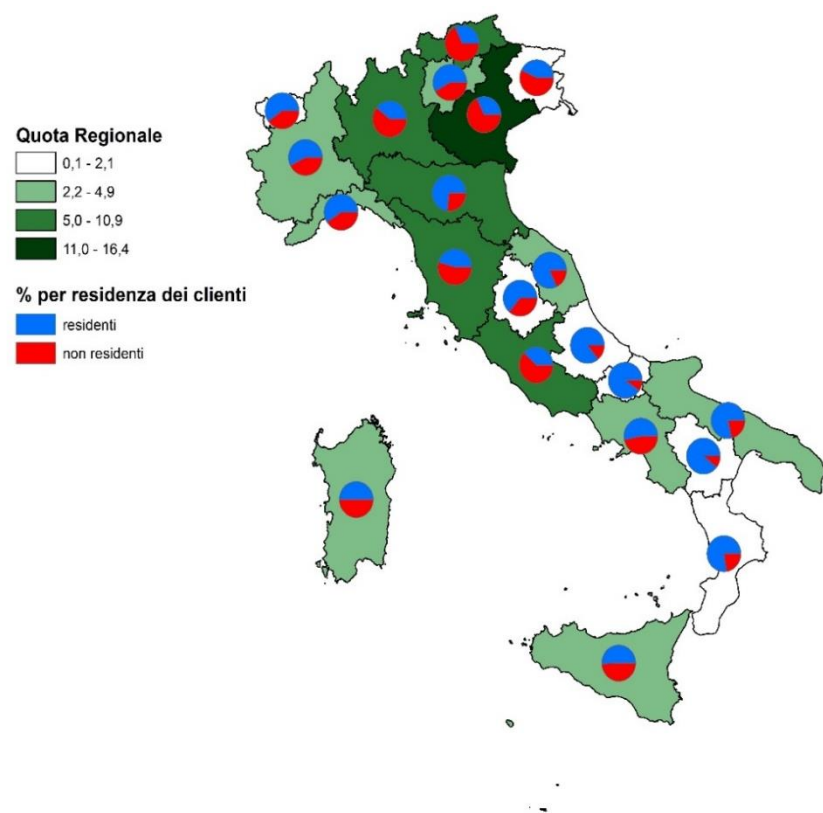 Quota Regionale
0,1 - 2,1
2,2 - 4,9
5,0 - 10,9
11,0 - 16,4
% per residenza dei clienti
residenti
non residenti